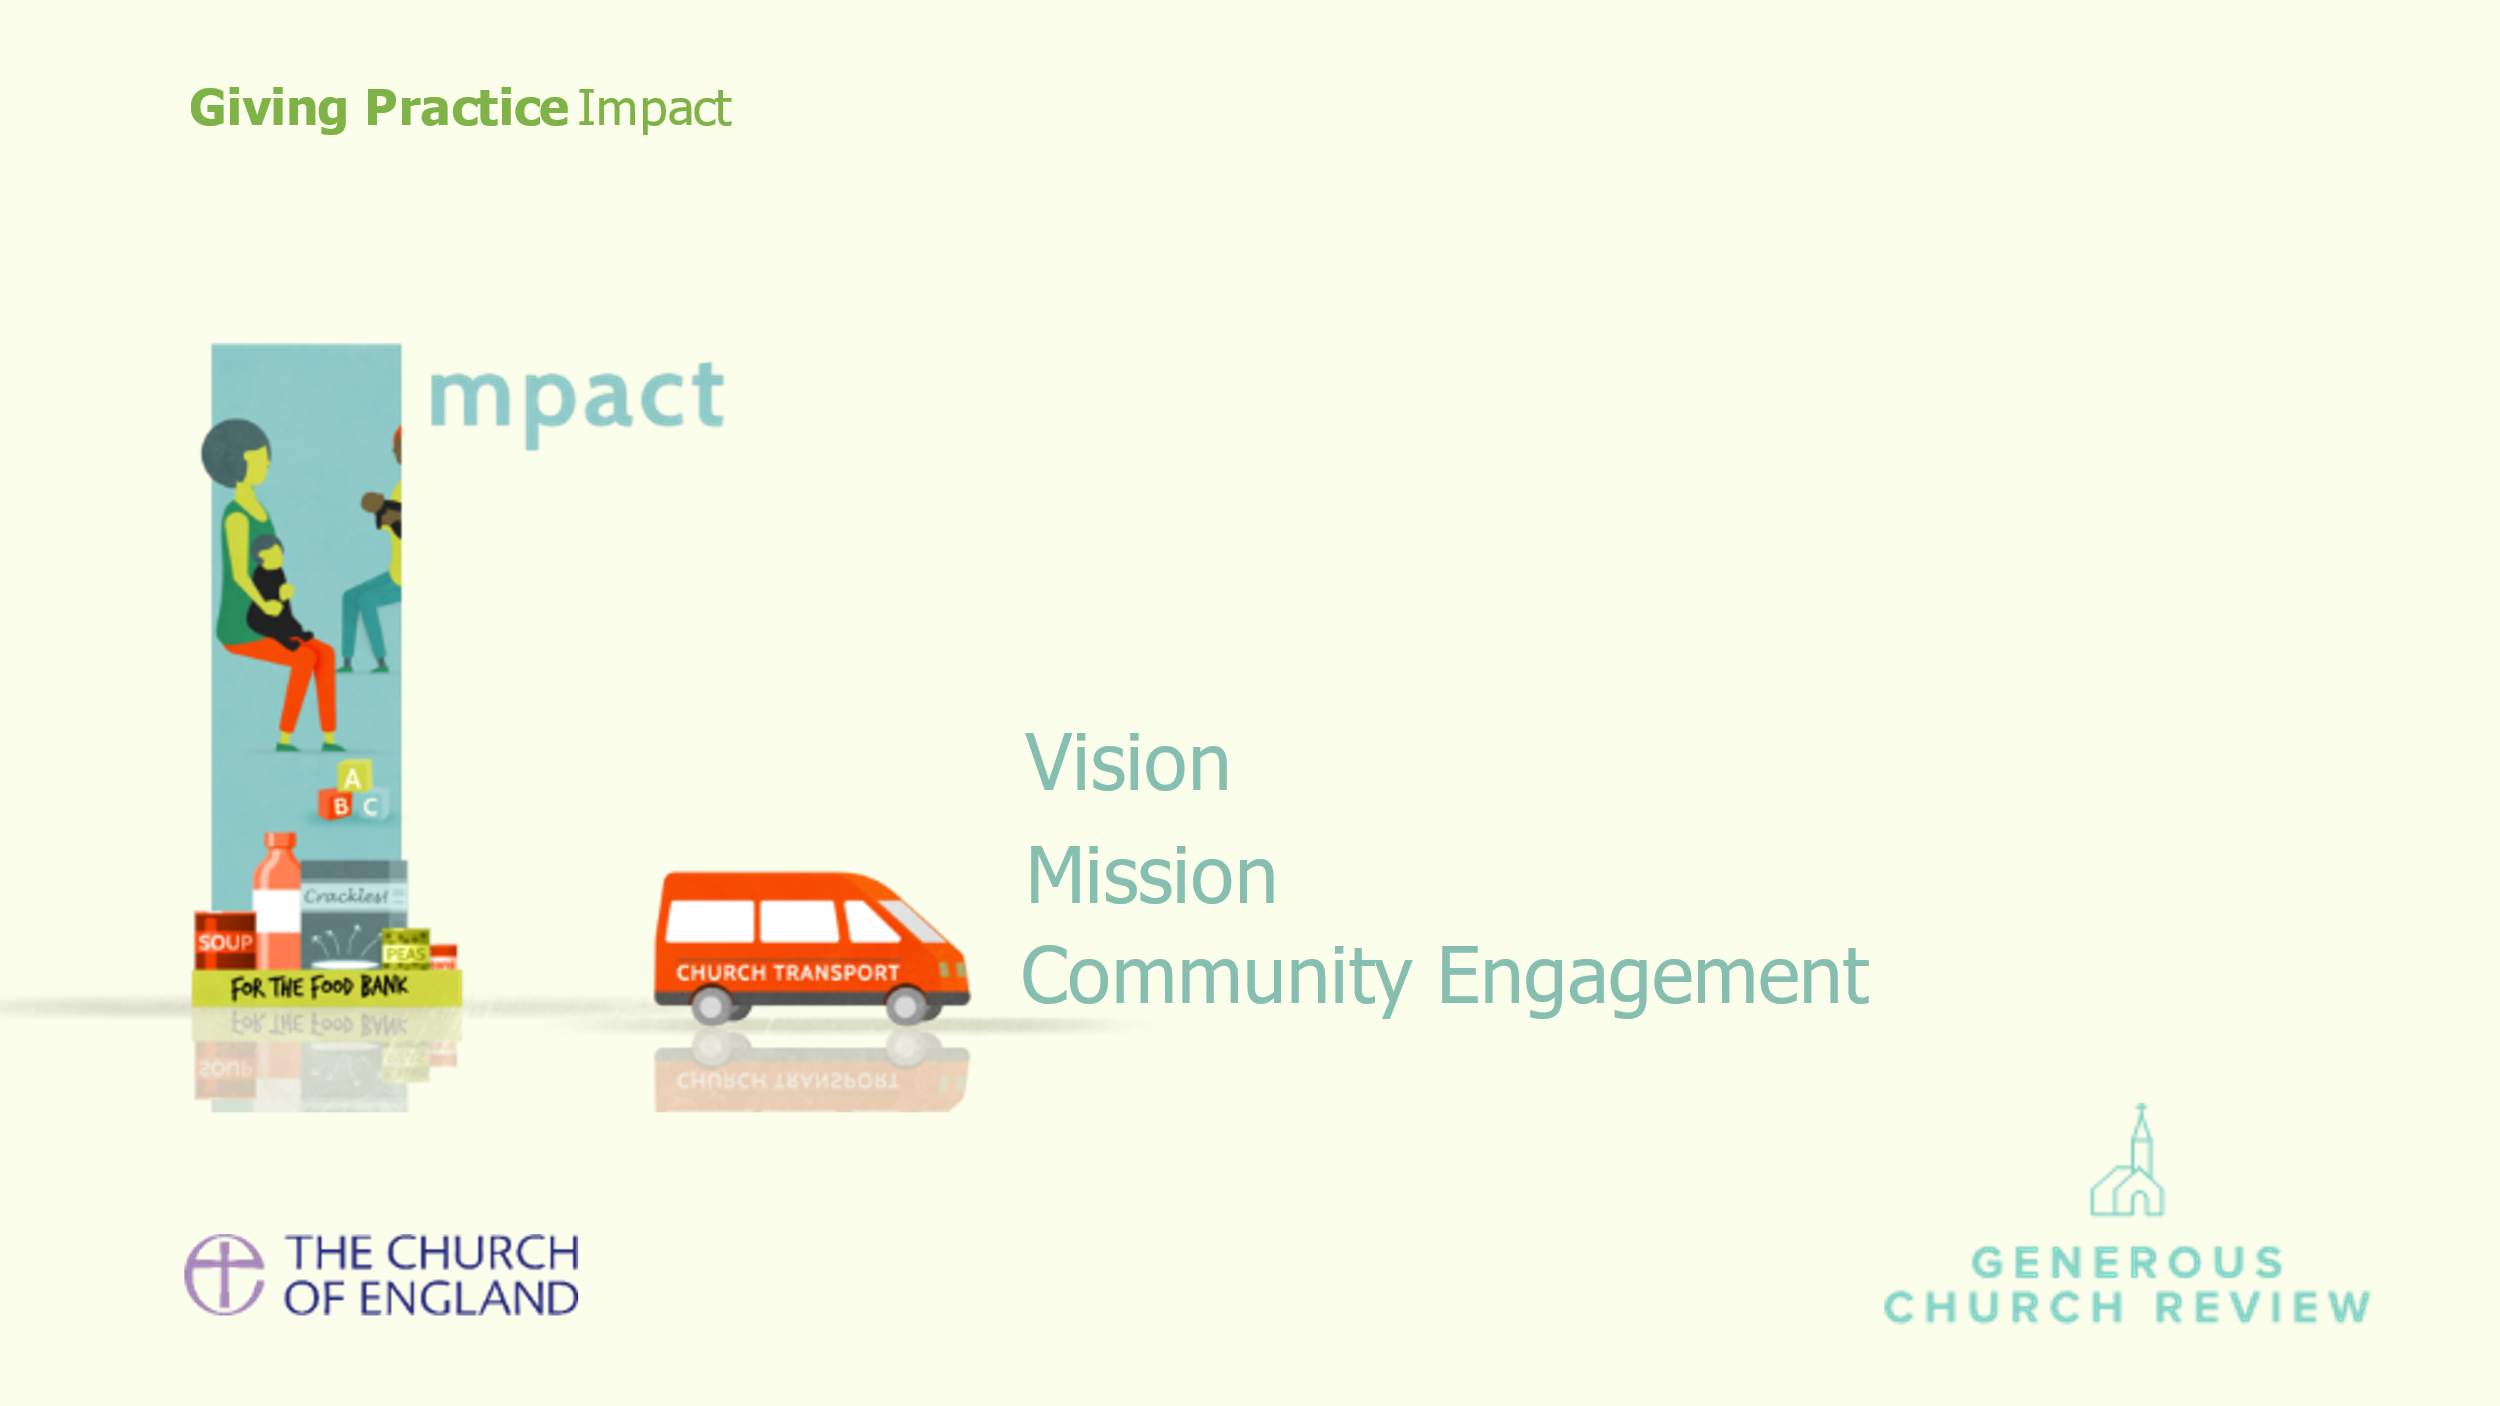 Giving Practice Impact
mpact
A
B C
Crackles!
SOUP
PEAS
FOR THE FOOD BANK
CHURCH TRANSPORT
Vision
Mission
Community Engagement
THE CHURCH
OF ENGLAND
GENEROUS
CHURCH REVIEW